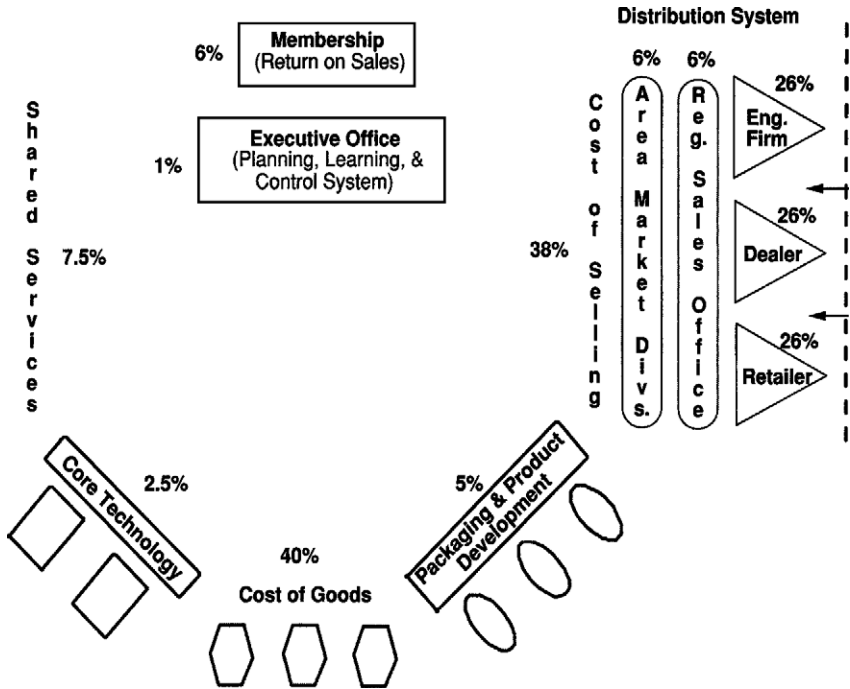 Distribution System
6%
Membership
(Return on Sales)
1%
Executive Office
(Planning, Learning, &
Control System)
Shared Services
7.5%
38%
Cost of Selling
6%
Area Market Divs.
6%
Reg. Sales Office
26%
Eng.
Firm
26%
Dealer
26%
Retailer
Core Technology
2.5%
40%
Cost of Goods
5%
Packaging & Product
Development